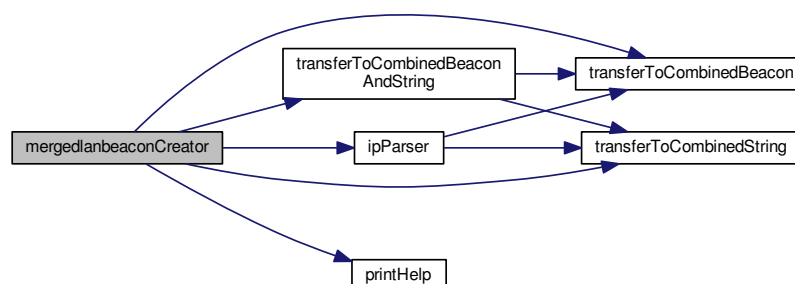 mergedlanbeaconCreator
transferToCombinedBeacon
AndString
ipParser
transferToCombinedBeacon
transferToCombinedString
printHelp